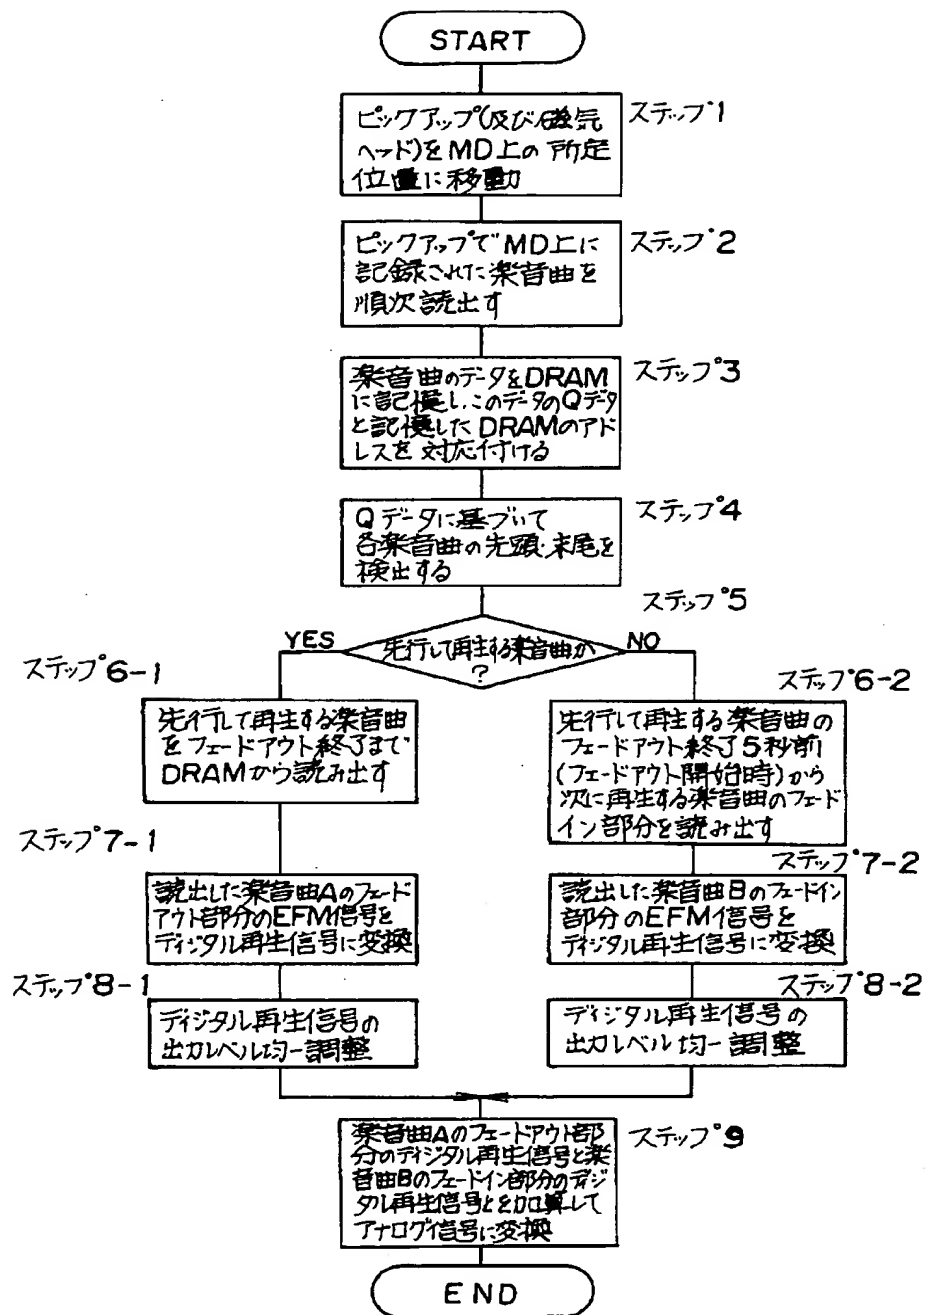 START
ステップ1
ピックアップ(及び磁気
ヘッド)をMD上の所定
位置に移動
ステップ2
ピックアップでMD上に
記録された楽音曲を
順次読出す
ステップ3
楽音曲のデータをDRAM
に記憶し、このデータのQデータ
と記憶したDRAMのアド
レスを対応付ける
ステップ4
Qデータに基づいて
各楽音曲の先頭・末尾を
検出する
ステップ5
先行して再生する楽音曲か
?
YES
NO
ステップ6-1
先行して再生する楽音曲
をフェードアウト終了まで
DRAMから読み出す
ステップ6-2
先行して再生する楽音曲の
フェードアウト終了5秒前
(フェードアウト開始時)から
次に再生する楽音曲のフェード
イン部分を読み出す
ステップ7-1
読出した楽音曲Aのフェード
アウト部分のEFM信号を
ディジタル再生信号に変換
ステップ7-2
読出した楽音曲Bのフェードイン
部分のEFM信号を
ディジタル再生信号に変換
ステップ8-1
ディジタル再生信号の
出力レベル均一調整
ステップ8-2
ディジタル再生信号の
出力レベル均一調整
ステップ9
楽音曲Aのフェードアウト部
分のディジタル再生信号と楽
音曲Bのフェードイン部分のディジ
タル再生信号とを加算して
アナログ信号に変換
END